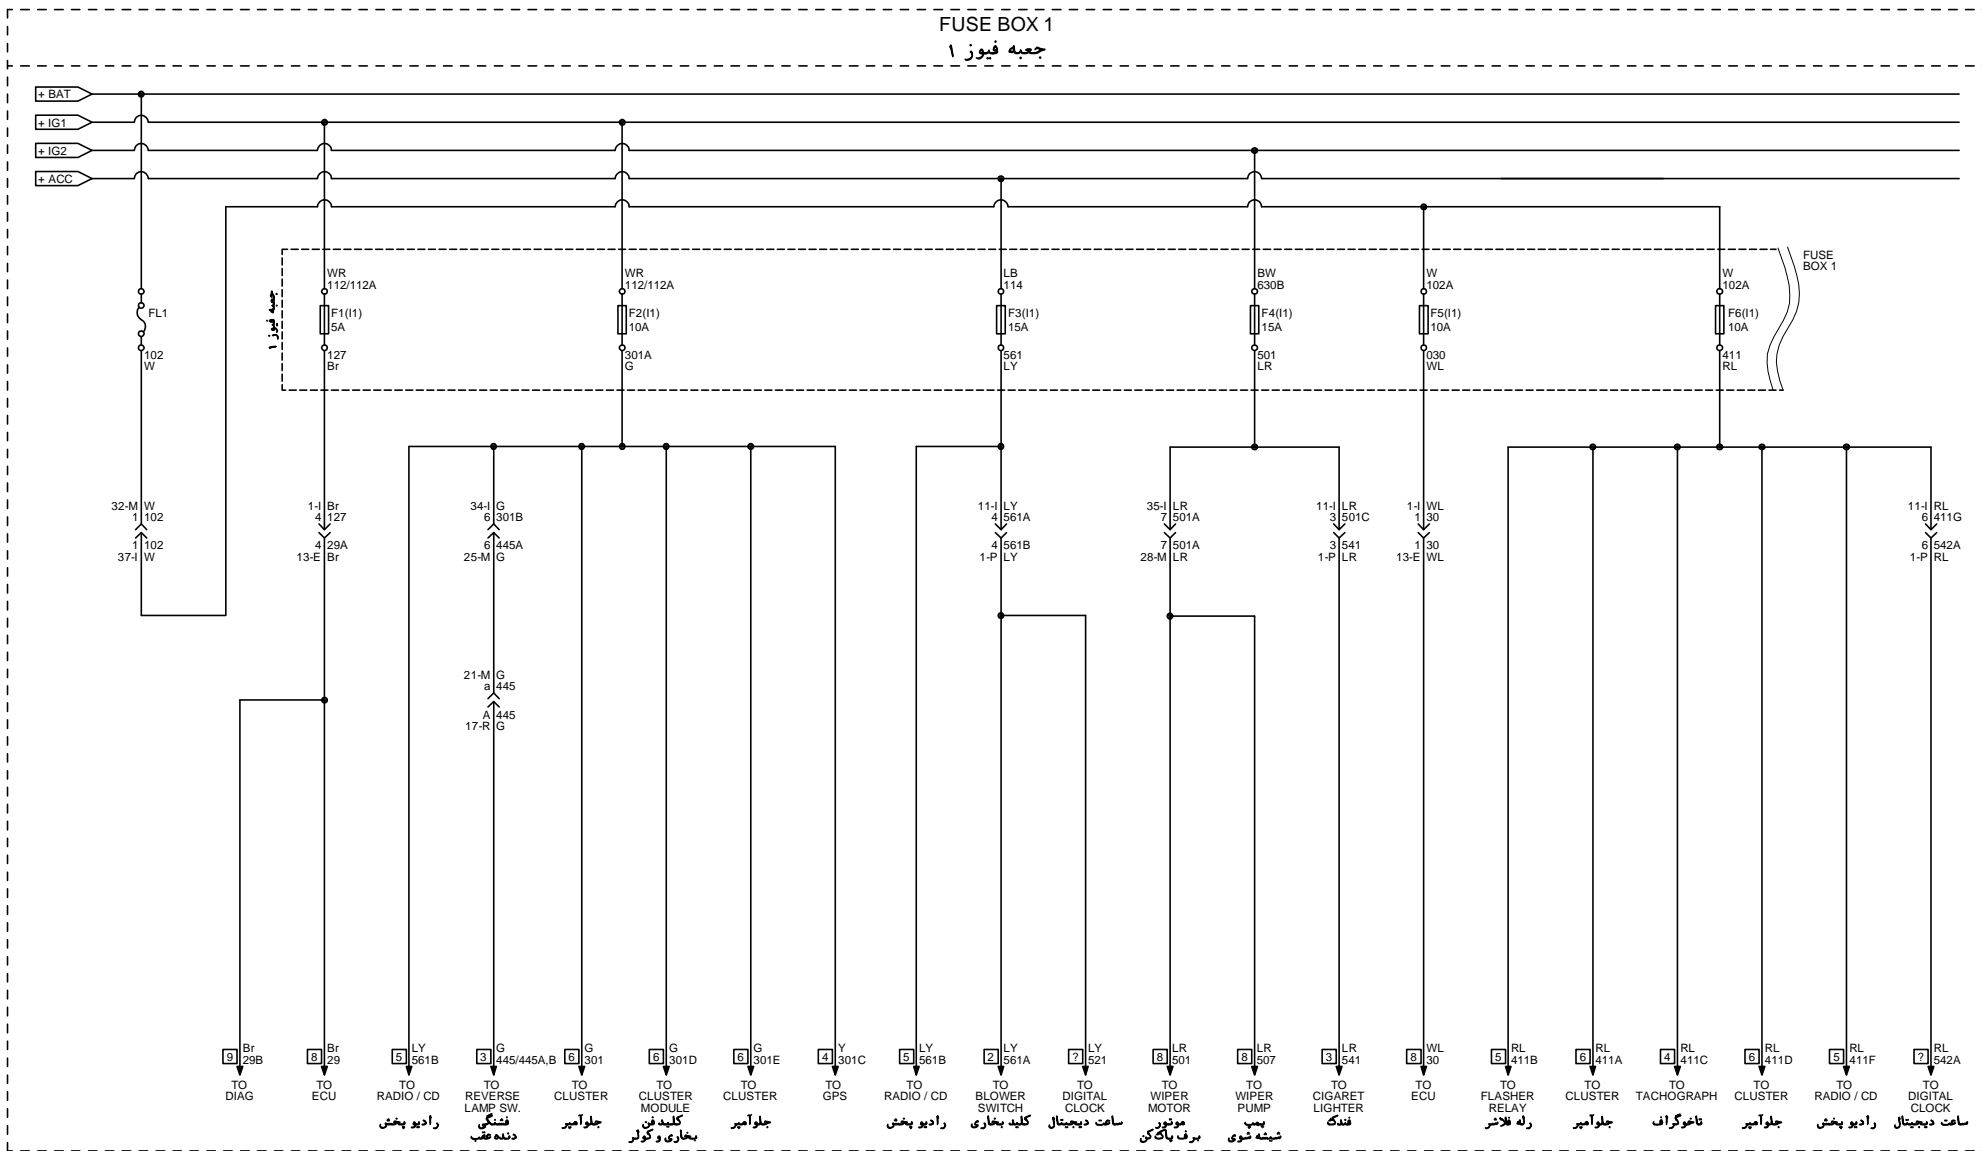 FUSE BOX 1
جعبه فیوز ۱
+ BAT
+ IG1
+ IG2
+ ACC
FUSE
BOX 1
جعبه فیوز ۱
FL1
102
W
WR
112/112A
F1(I1)
5A
127
Br
WR
112/112A
F2(I1)
10A
301A
G
LB
114
F3(I1)
15A
561
LY
BW
630B
F4(I1)
15A
501
LR
W
102A
F5(I1)
10A
030
WL
W
102A
F6(I1)
10A
411
RL
32-M W
1 102
1 102
37-I W
1-I Br
4 127
4 29A
13-E Br
34-I G
6 301B
6 445A
25-M G
11-I LY
4 561A
4 561B
1-P LY
35-I LR
7 501A
7 501A
28-M LR
11-I LR
3 501C
3 541
1-P LR
1-I WL
1 30
1 30
13-E WL
11-I RL
6 411G
6 542A
1-P RL
21-M G
a 445
A 445
17-R G
9 Br
29B
TO
DIAG
8 Br
29
TO
ECU
5 LY
561B
TO
RADIO / CD
رادیو پخش
3 G
445/445A,B
TO
REVERSE
LAMP SW.
فشنگی
دنده عقب
6 G
301
TO
CLUSTER
جلوآمپر
6 G
301D
TO
CLUSTER
MODULE
کلید فن
بخاری و کولر
6 G
301E
TO
CLUSTER
جلوآمپر
4 Y
301C
TO
GPS
5 LY
561B
TO
RADIO / CD
رادیو پخش
2 LY
561A
TO
BLOWER
SWITCH
کلید بخاری
? LY
521
TO
DIGITAL
CLOCK
ساعت دیجیتال
8 LR
501
TO
WIPER
MOTOR
موتور
برف پاک کن
8 LR
507
TO
WIPER
PUMP
پمپ
شیشه شوی
3 LR
541
TO
CIGARET
LIGHTER
فندک
8 WL
30
TO
ECU
5 RL
411B
TO
FLASHER
RELAY
رله فلاشر
6 RL
411A
TO
CLUSTER
جلوآمپر
4 RL
411C
TO
TACHOGRAPH
تاخوگراف
6 RL
411D
TO
CLUSTER
جلوآمپر
5 RL
411F
TO
RADIO / CD
رادیو پخش
? RL
542A
TO
DIGITAL
CLOCK
ساعت دیجیتال